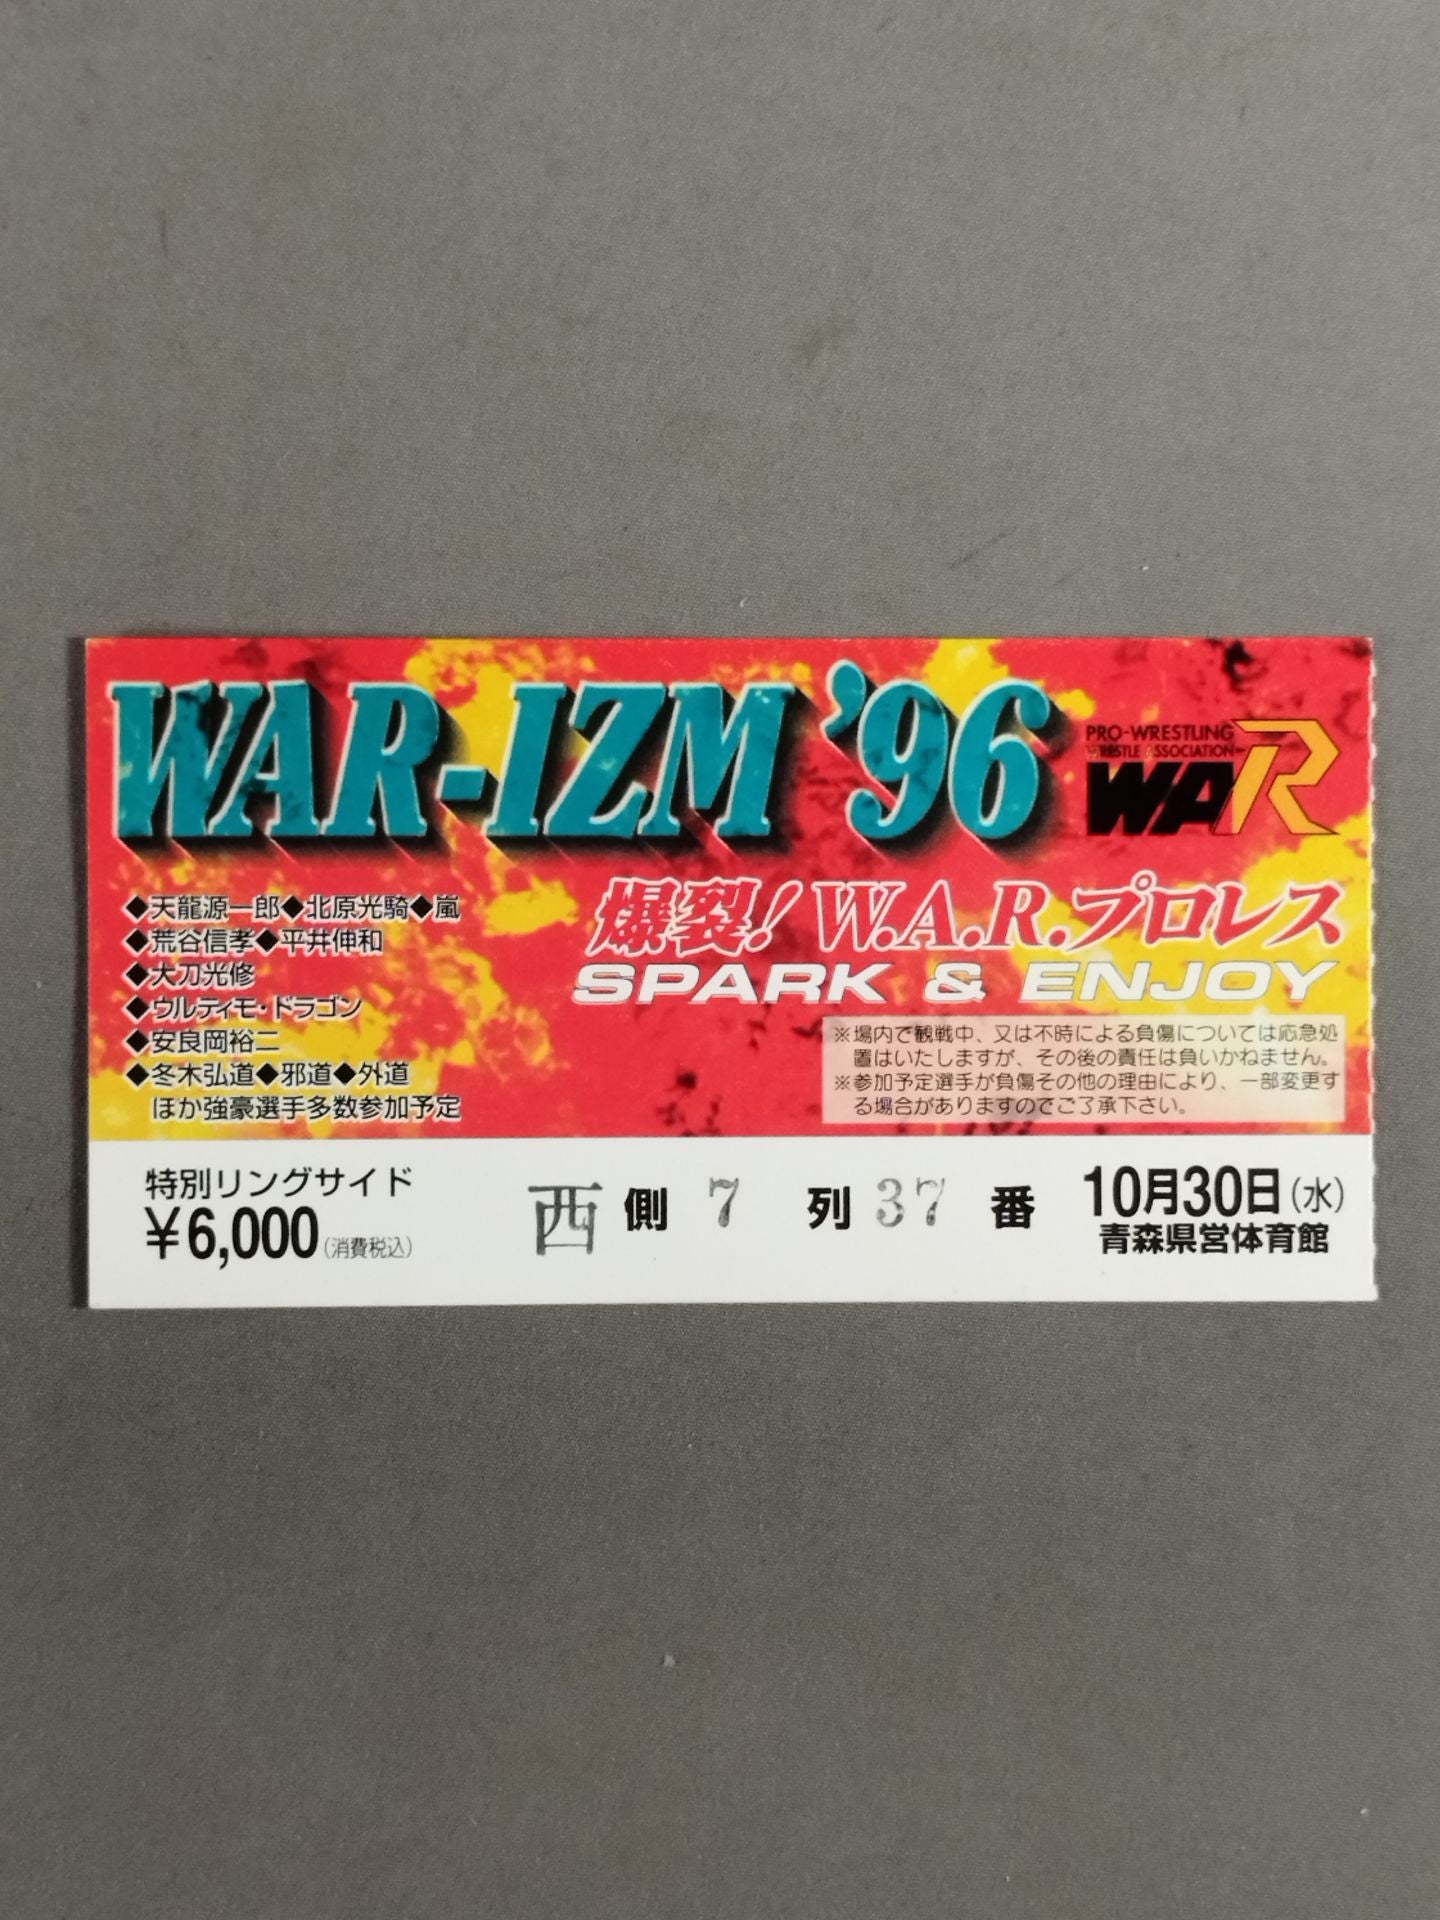 WAR-IZM '96
PRO-WRESTLING
WRESTLE ASSOCIATION
WAR
爆裂!W.A.R.プロレス
SPARK & ENJOY
◆天龍源一郎◆北原光騎◆嵐
◆荒谷信孝◆平井伸和
◆大刀光修
◆ウルティモ・ドラゴン
◆安良岡裕二
◆冬木弘道◆邪道◆外道
ほか強豪選手多数参加予定
※場内で観戦中、又は不時による負傷については応急処
置はいたしますが、その後の責任は負いかねません。
※参加予定選手が負傷その他の理由により、一部変更す
る場合がありますのでご了承下さい。
特別リングサイド
¥6,000(消費税込)
西側 7 列 37 番
10月30日(水)
青森県営体育館